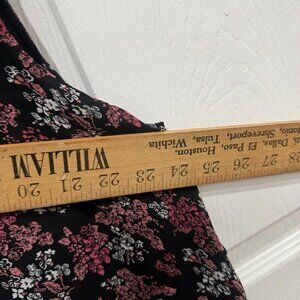 WILLIAM
Dallas, El Paso, Houston,
Shreveport, Tulsa, Wichita
20 21 22 23 24 25 26 27 28